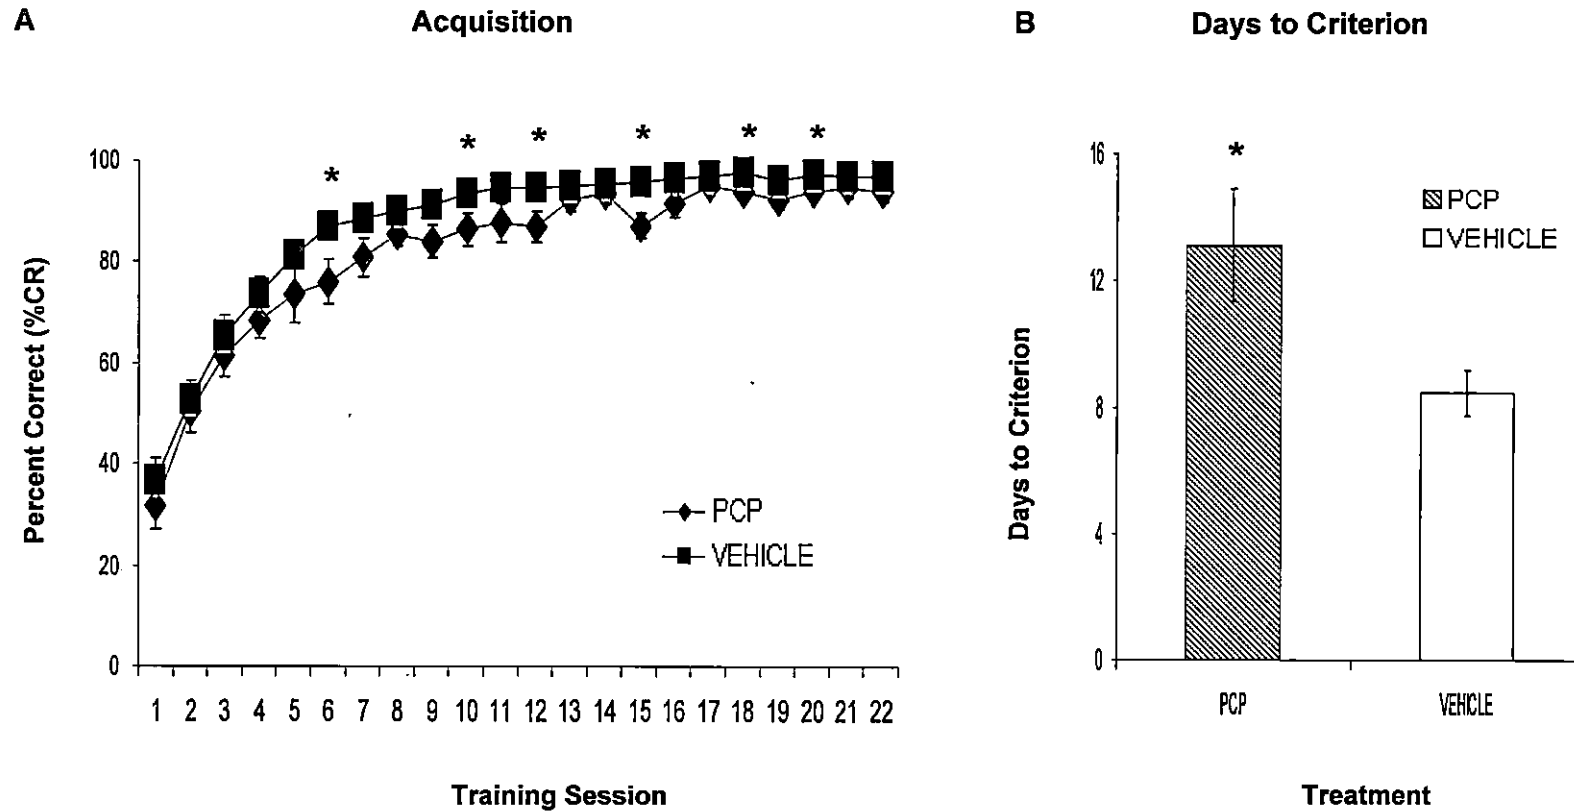 A
Acquisition
Percent Correct (%CR)
100
80
60
40
20
0
* * * * * *
PCP
VEHICLE
1 2 3 4 5 6 7 8 9 10 11 12 13 14 15 16 17 18 19 20 21 22
Training Session
B
Days to Criterion
Days to Criterion
16
12
8
4
0
*
PCP
VEHICLE
PCP VEHICLE
Treatment